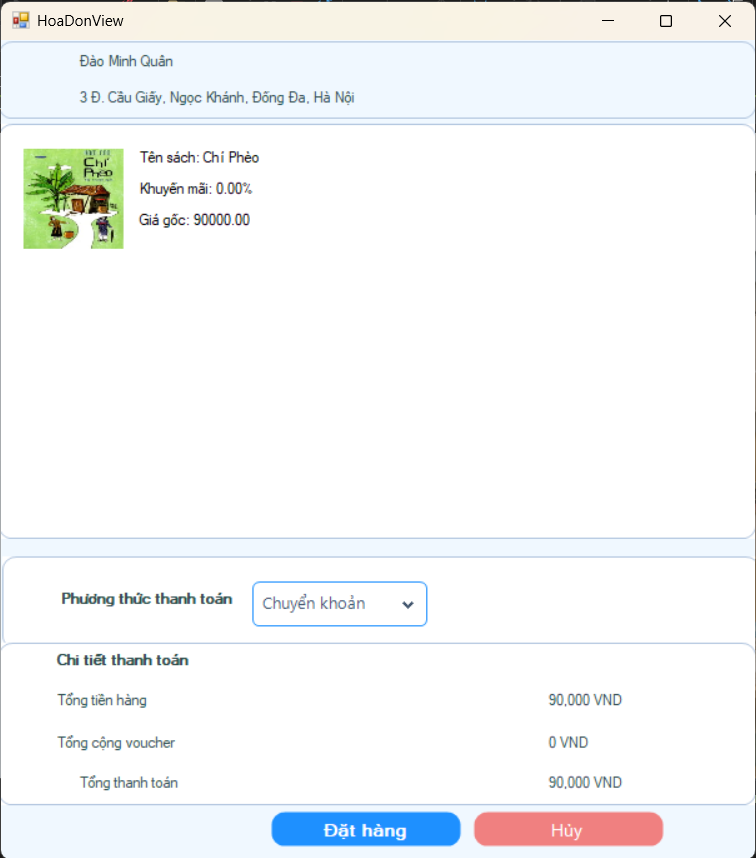 HoaDonView
Đào Minh Quân
3 Đ. Cầu Giấy, Ngọc Khánh, Đống Đa, Hà Nội
Chí
Phèo
Tên sách: Chí Phèo
Khuyến mãi: 0.00%
Giá gốc: 90000.00
Phương thức thanh toán
Chuyển khoản
Chi tiết thanh toán
Tổng tiền hàng 90,000 VND
Tổng cộng voucher 0 VND
Tổng thanh toán 90,000 VND
Đặt hàng Hủy